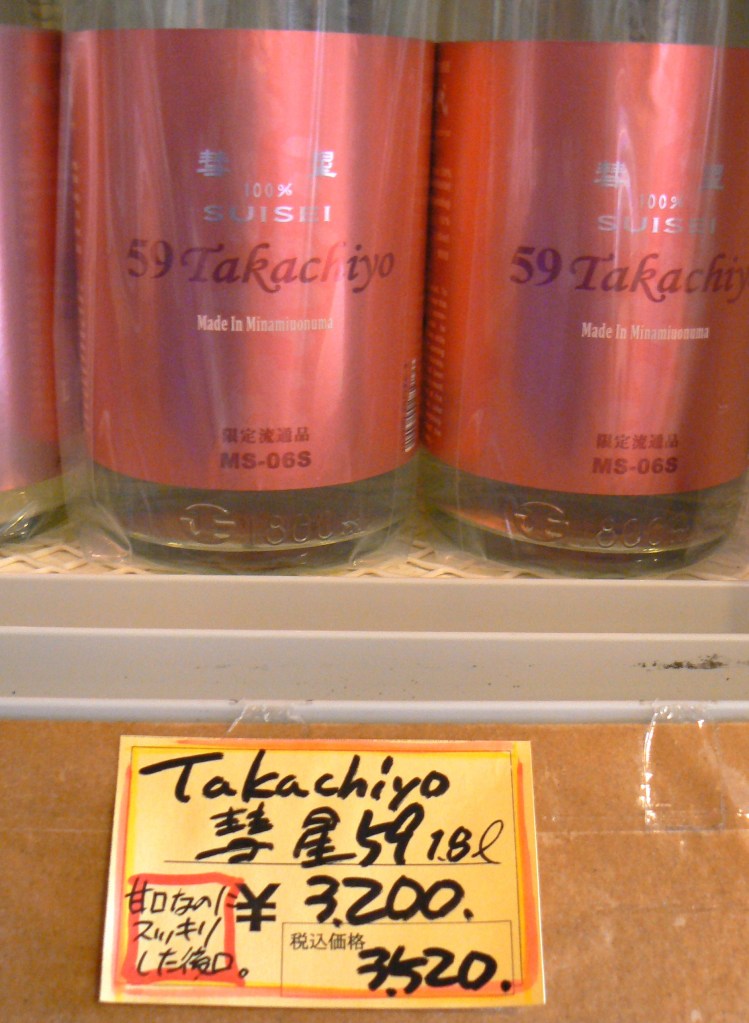 彗星
100%
SUISEI
59 Takachiyo
Made In Minamiuonuma
限定流通品
MS-06S
彗星
100%
SUISEI
59 Takachiy
Made In Minamiuonuma
限定流通品
MS-06S
Takachiyo
彗星59 1.8ℓ
¥ 3.200.
甘口なのに
スッキリ
した後口。
税込価格
3.520.